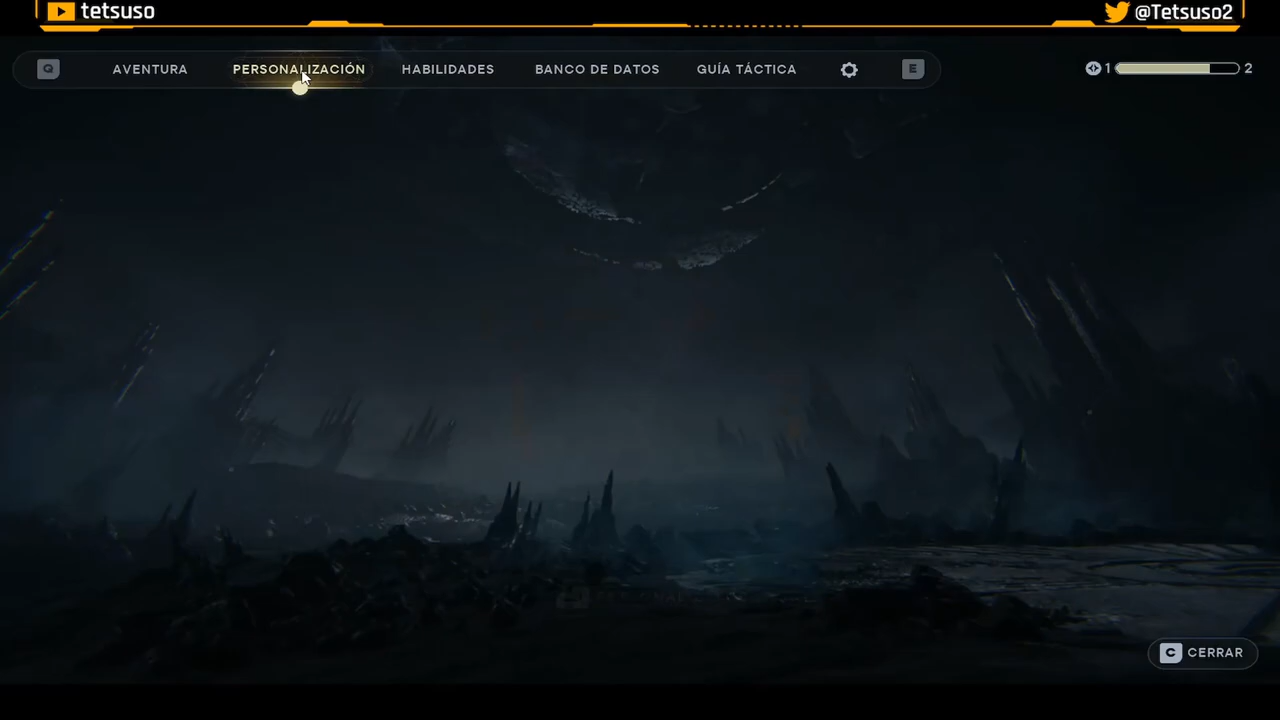 tetsuso
@Tetsuso2
Q AVENTURA PERSONALIZACIÓN HABILIDADES BANCO DE DATOS GUÍA TÁCTICA E 1 2
C CERRAR